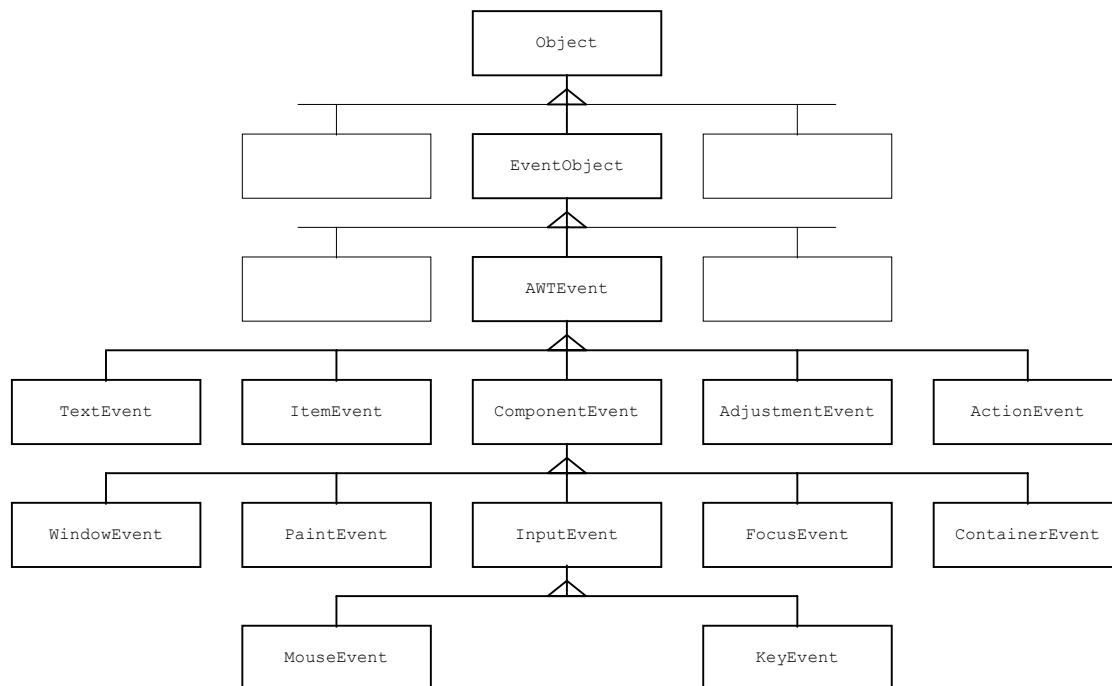 Object
EventObject
AWTEvent
TextEvent
ItemEvent
ComponentEvent
AdjustmentEvent
ActionEvent
WindowEvent
PaintEvent
InputEvent
FocusEvent
ContainerEvent
MouseEvent
KeyEvent